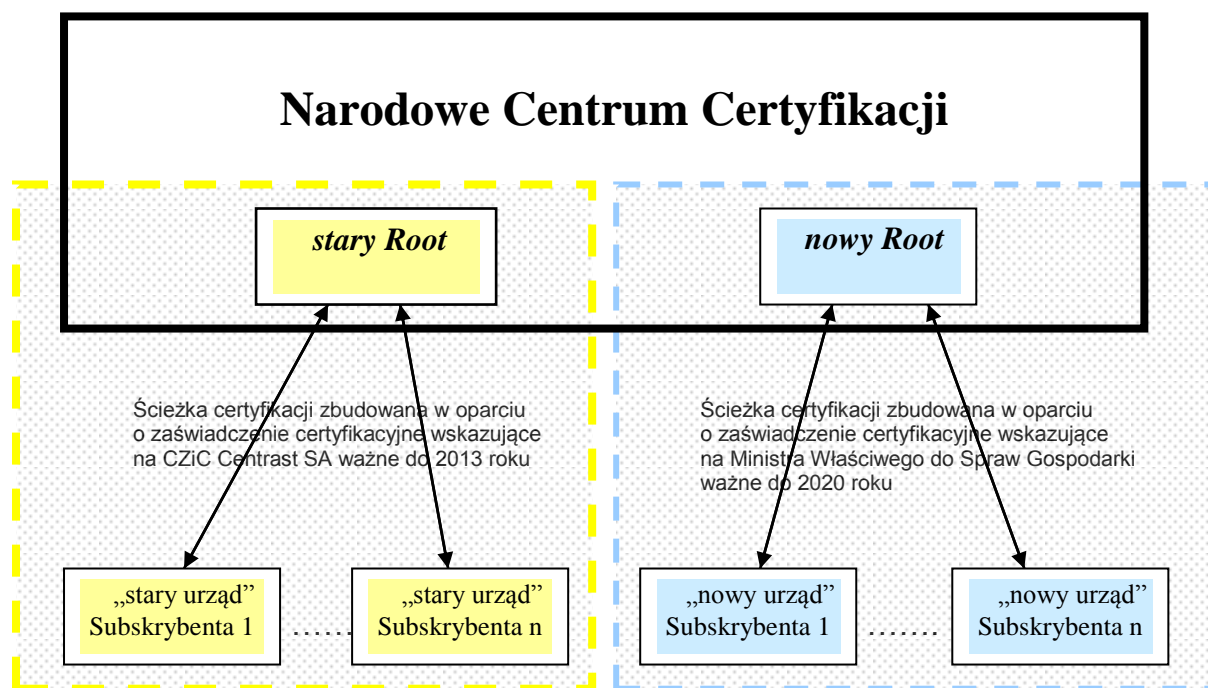 Narodowe Centrum Certyfikacji
stary Root
nowy Root
Ścieżka certyfikacji zbudowana w oparciu
o zaświadczenie certyfikacyjne wskazujące
na CZiC Centrast SA ważne do 2013 roku
Ścieżka certyfikacji zbudowana w oparciu
o zaświadczenie certyfikacyjne wskazujące
na Ministra Właściwego do Spraw Gospodarki
ważne do 2020 roku
„stary urząd”
Subskrybenta 1
……
„stary urząd”
Subskrybenta n
„nowy urząd”
Subskrybenta 1
…….
„nowy urząd”
Subskrybenta n